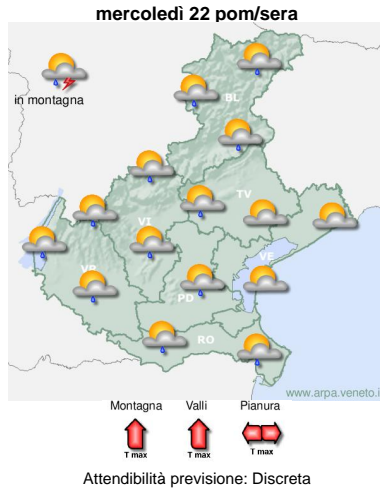 mercoledì 22 pom/sera
in montagna
BL
TV
VI
VE
VR
PD
RO
www.arpa.veneto.i
Montagna Valli Pianura
T max T max T max
Attendibilità previsione: Discreta